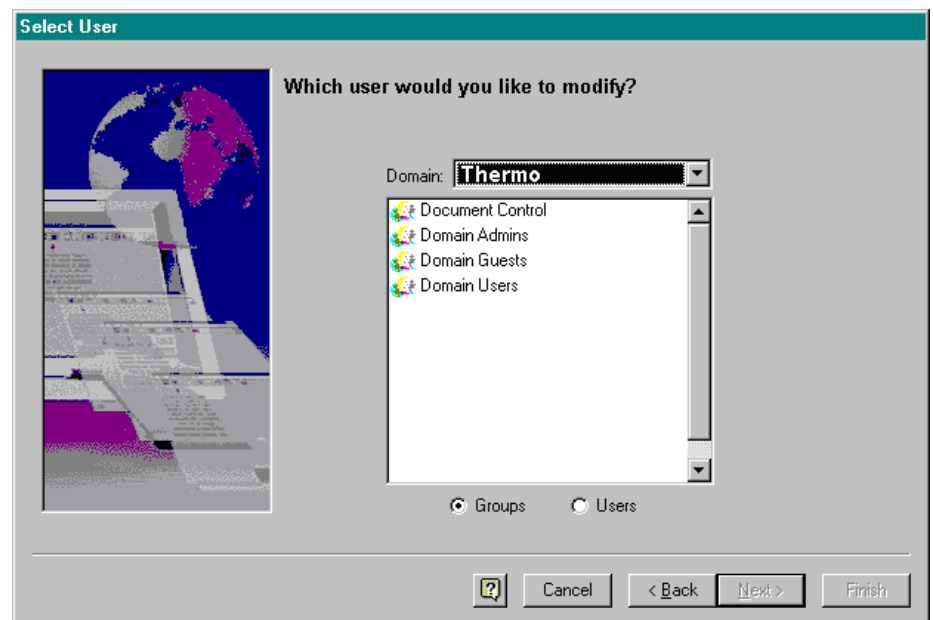 Select User
Which user would you like to modify?
Domain: Thermo
Document Control
Domain Admins
Domain Guests
Domain Users
Groups Users
? Cancel < Back Next > Finish